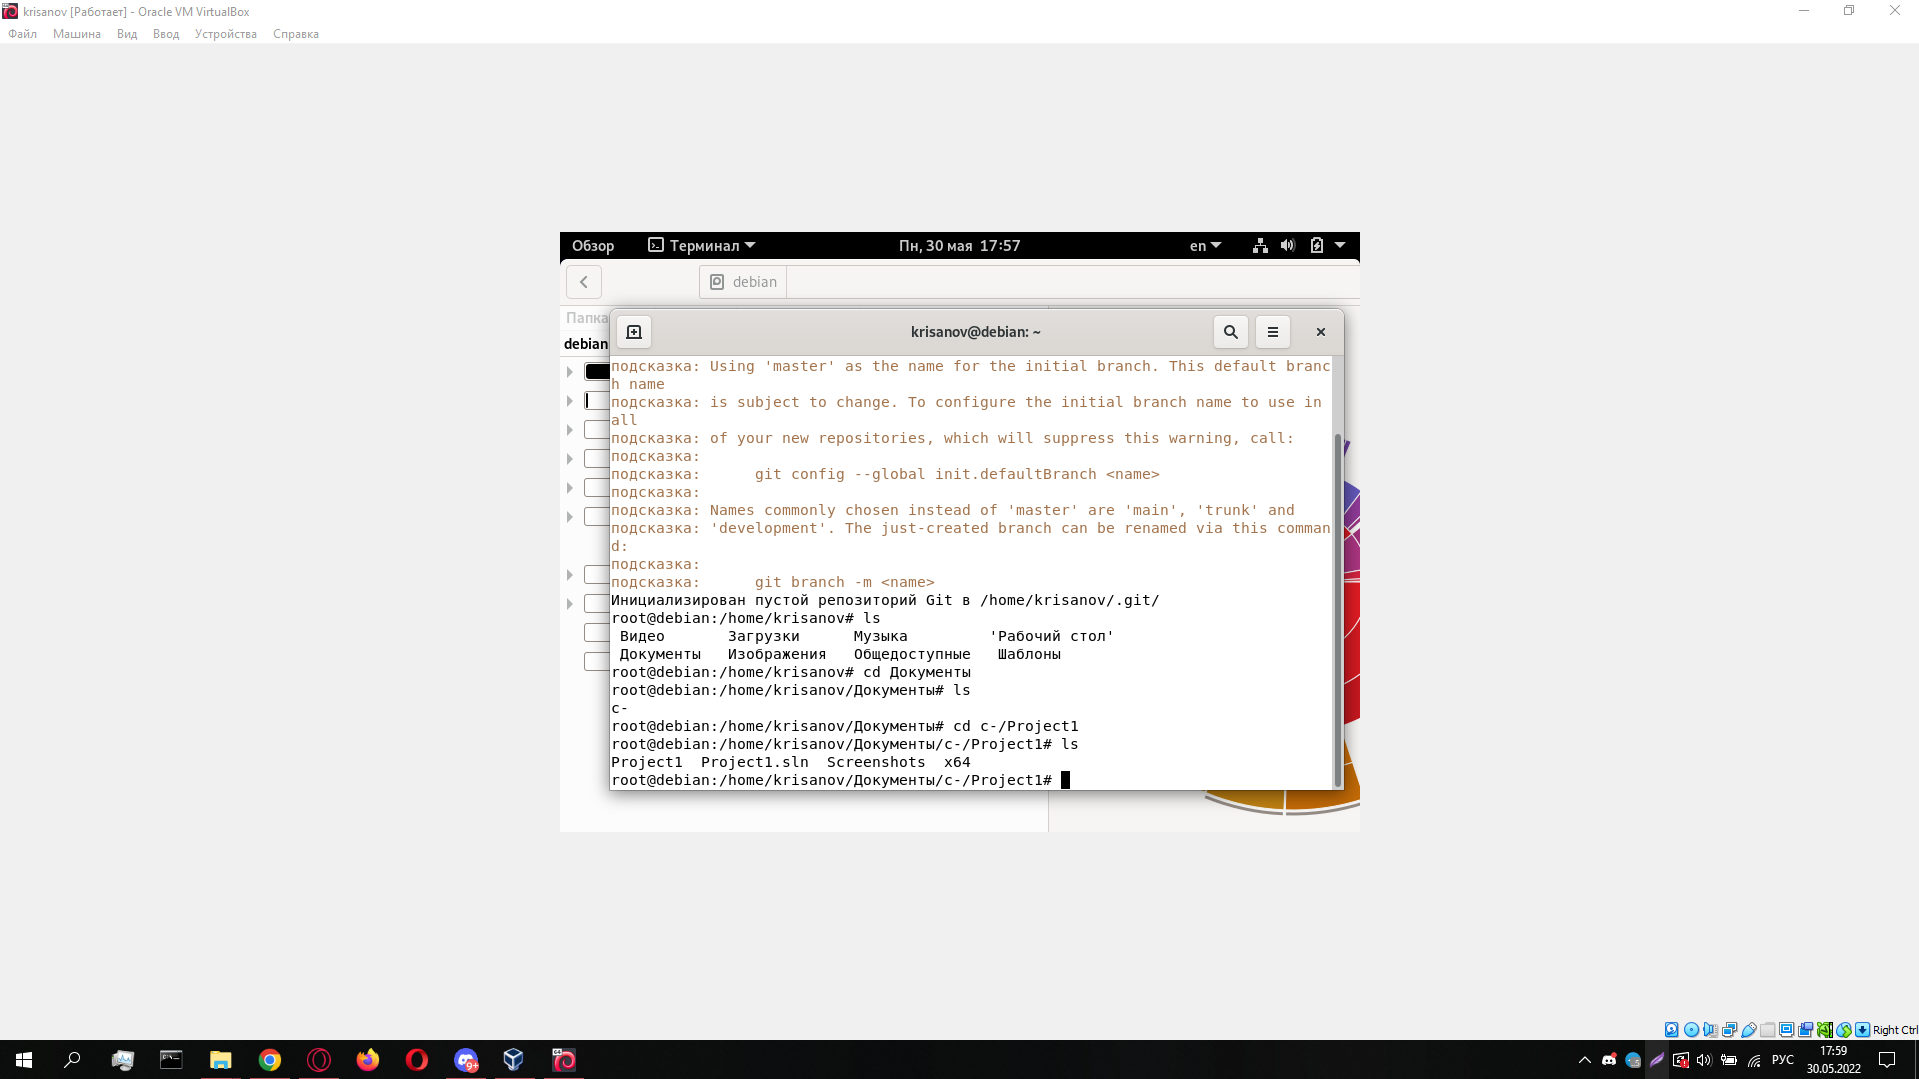 krisanov [Работает] - Oracle VM VirtualBox
Файл Машина Вид Ввод Устройства Справка
Обзор Терминал Пн, 30 мая 17:57 en
debian
Папка
debian
krisanov@debian: ~
подсказка: Using 'master' as the name for the initial branch. This default branc
h name
подсказка: is subject to change. To configure the initial branch name to use in
all
подсказка: of your new repositories, which will suppress this warning, call:
подсказка:
подсказка:      git config --global init.defaultBranch <name>
подсказка:
подсказка: Names commonly chosen instead of 'master' are 'main', 'trunk' and
подсказка: 'development'. The just-created branch can be renamed via this comman
d:
подсказка:
подсказка:      git branch -m <name>
Инициализирован пустой репозиторий Git в /home/krisanov/.git/
root@debian:/home/krisanov# ls
Видео       Загрузки      Музыка         'Рабочий стол'
Документы   Изображения   Общедоступные   Шаблоны
root@debian:/home/krisanov# cd Документы
root@debian:/home/krisanov/Документы# ls
c-
root@debian:/home/krisanov/Документы# cd c-/Project1
root@debian:/home/krisanov/Документы/c-/Project1# ls
Project1  Project1.sln  Screenshots  x64
root@debian:/home/krisanov/Документы/c-/Project1#
Right Ctrl
64
9+
РУС
17:59
30.05.2022